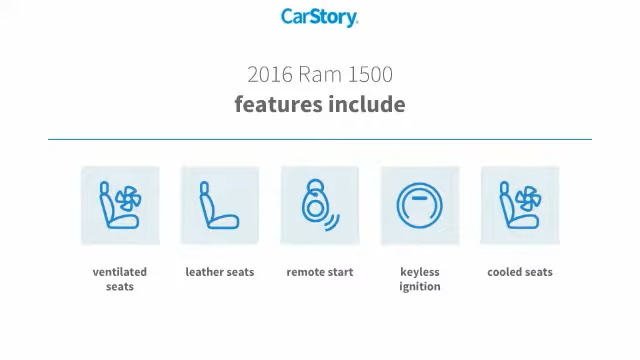 CarStory
2016 Ram 1500
features include
ventilated seats
leather seats
remote start
keyless ignition
cooled seats